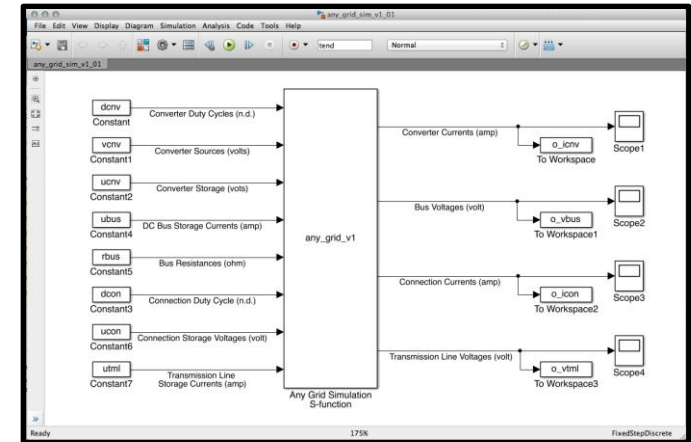 any_grid_sim_v1_01
File Edit View Display Diagram Simulation Analysis Code Tools Help
tend
Normal
any_grid_sim_v1_01
dcnv
Constant
Converter Duty Cycles (n.d.)
vcnv
Constant1
Converter Sources (volts)
ucnv
Constant2
Converter Storage (vots)
ubus
Constant4
DC Bus Storage Currents (amp)
rbus
Constant5
Bus Resistances (ohm)
dcon
Constant3
Connection Duty Cycle (n.d.)
ucon
Constant6
Connection Storage Voltages (volt)
utml
Constant7
Transmission Line
Storage Currents (amp)
any_grid_v1
Any Grid Simulation
S-function
Converter Currents (amp)
o_icnv
To Workspace
Scope1
Bus Voltages (volt)
o_vbus
To Workspace1
Scope2
Connection Currents (amp)
o_icon
To Workspace2
Scope3
Transmission Line Voltages (volt)
o_vtml
To Workspace3
Scope4
Ready
175%
FixedStepDiscrete